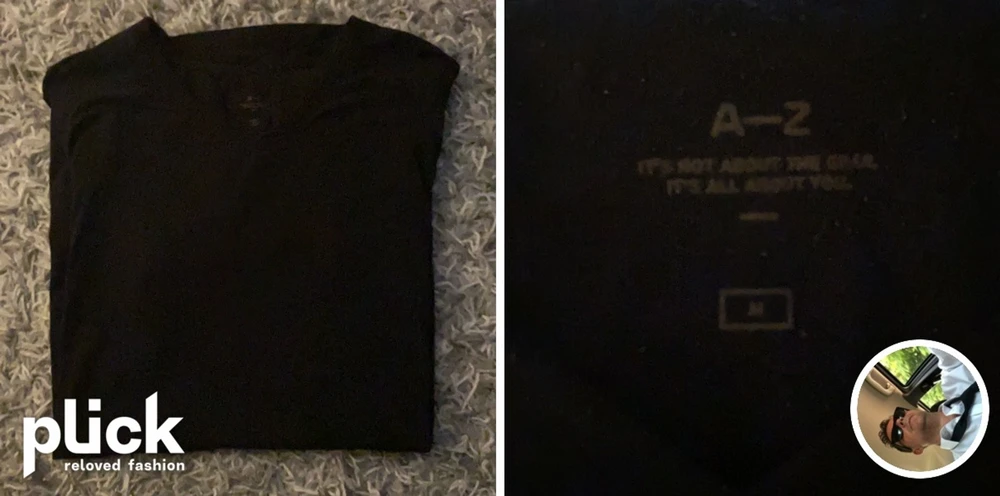 plick
reloved fashion
A—Z
IT'S NOT ABOUT THE GEAR.
IT'S ALL ABOUT YOU.
M